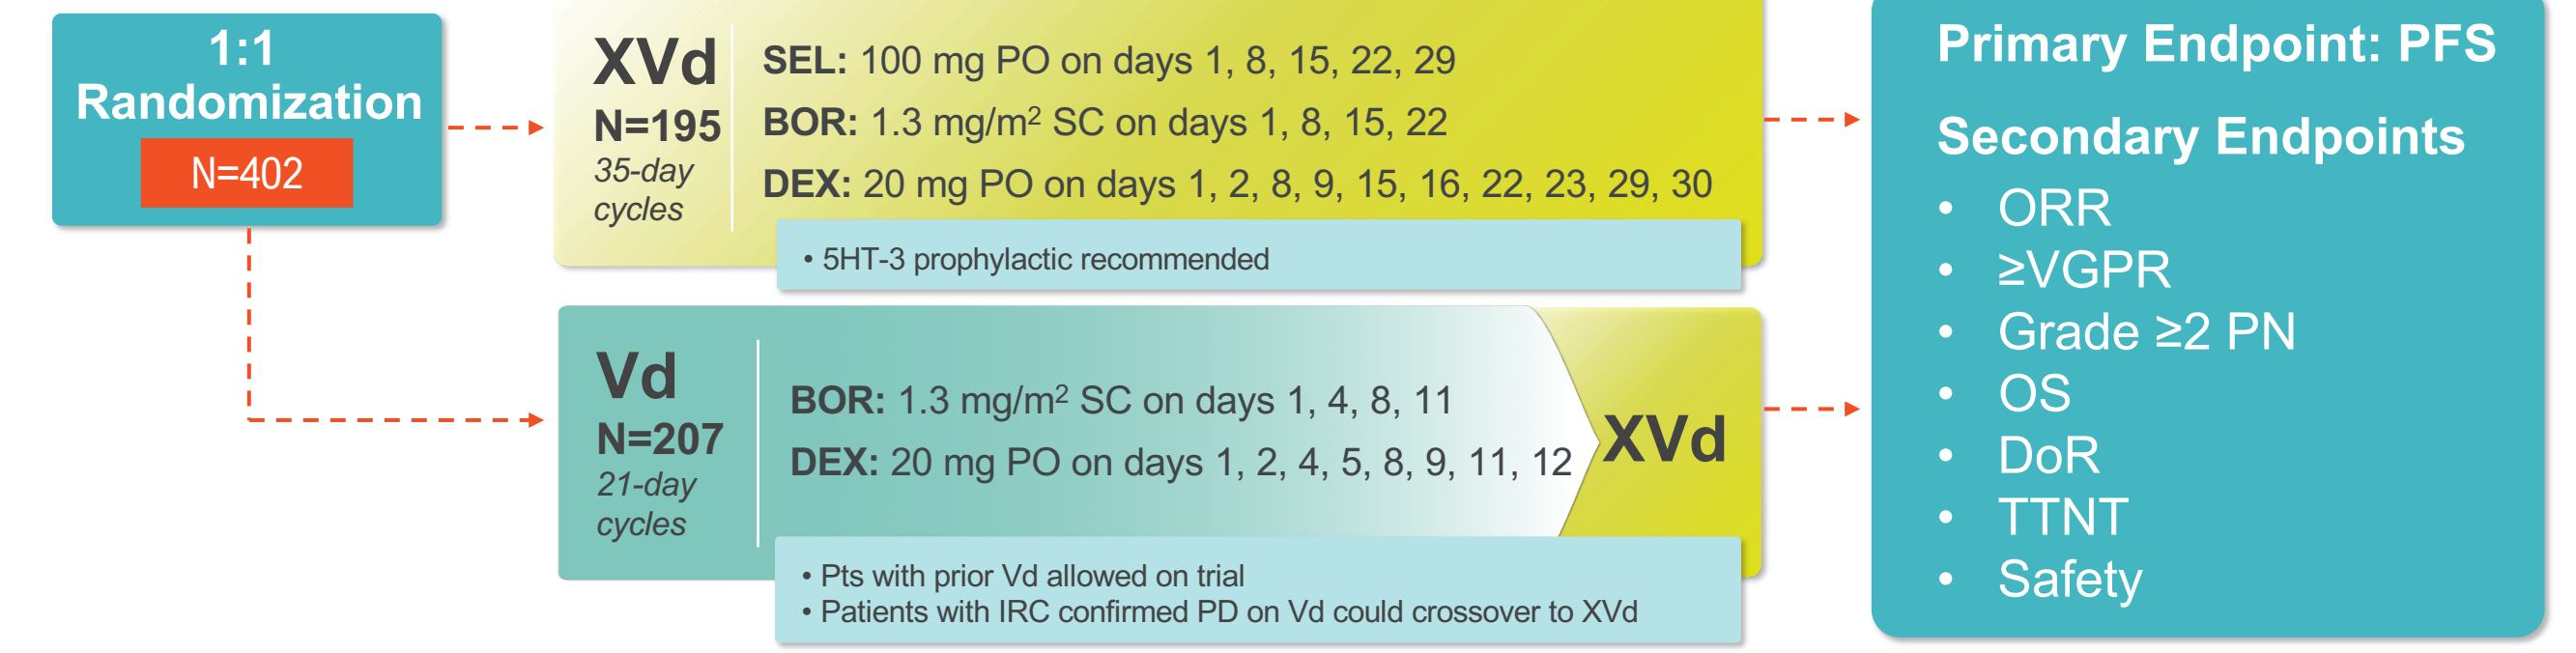 1:1
Randomization
N=402
XVd
N=195
35-day
cycles
SEL: 100 mg PO on days 1, 8, 15, 22, 29
BOR: 1.3 mg/m² SC on days 1, 8, 15, 22
DEX: 20 mg PO on days 1, 2, 8, 9, 15, 16, 22, 23, 29, 30
• 5HT-3 prophylactic recommended
Vd
N=207
21-day
cycles
BOR: 1.3 mg/m² SC on days 1, 4, 8, 11
DEX: 20 mg PO on days 1, 2, 4, 5, 8, 9, 11, 12
XVd
• Pts with prior Vd allowed on trial
• Patients with IRC confirmed PD on Vd could crossover to XVd
Primary Endpoint: PFS
Secondary Endpoints
• ORR
• ≥VGPR
• Grade ≥2 PN
• OS
• DoR
• TTNT
• Safety